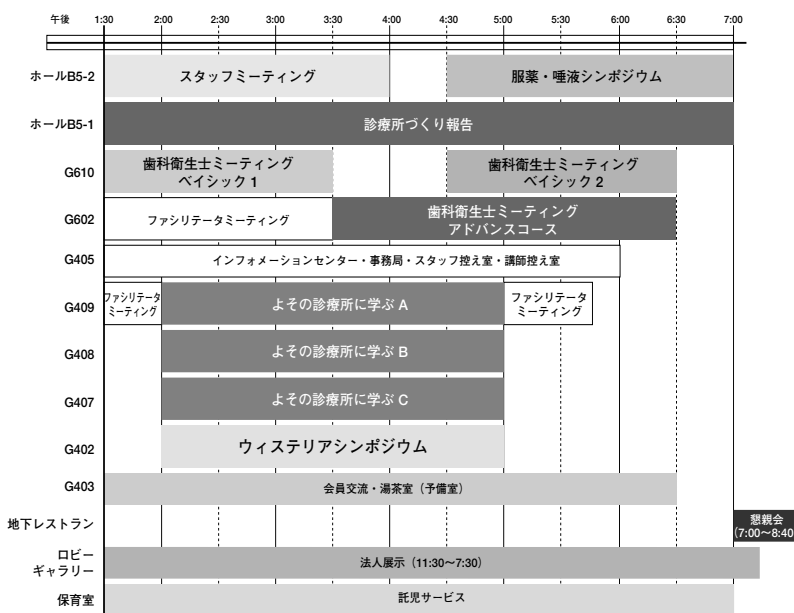 午後 1:30 2:00 2:30 3:00 3:30 4:00 4:30 5:00 5:30 6:00 6:30 7:00
ホールB5-2
スタッフミーティング
服薬・唾液シンポジウム
ホールB5-1
診療所づくり報告
G610
歯科衛生士ミーティング
ベイシック 1
歯科衛生士ミーティング
ベイシック 2
G602
ファシリテータミーティング
歯科衛生士ミーティング
アドバンスコース
G405
インフォメーションセンター・事務局・スタッフ控え室・講師控え室
G409
ファシリテータ
ミーティング
よその診療所に学ぶ A
ファシリテータ
ミーティング
G408
よその診療所に学ぶ B
G407
よその診療所に学ぶ C
G402
ウィステリアシンポジウム
G403
会員交流・湯茶室（予備室）
地下レストラン
懇親会
(7:00〜8:40)
ロビー
ギャラリー
法人展示（11:30〜7:30）
保育室
託児サービス